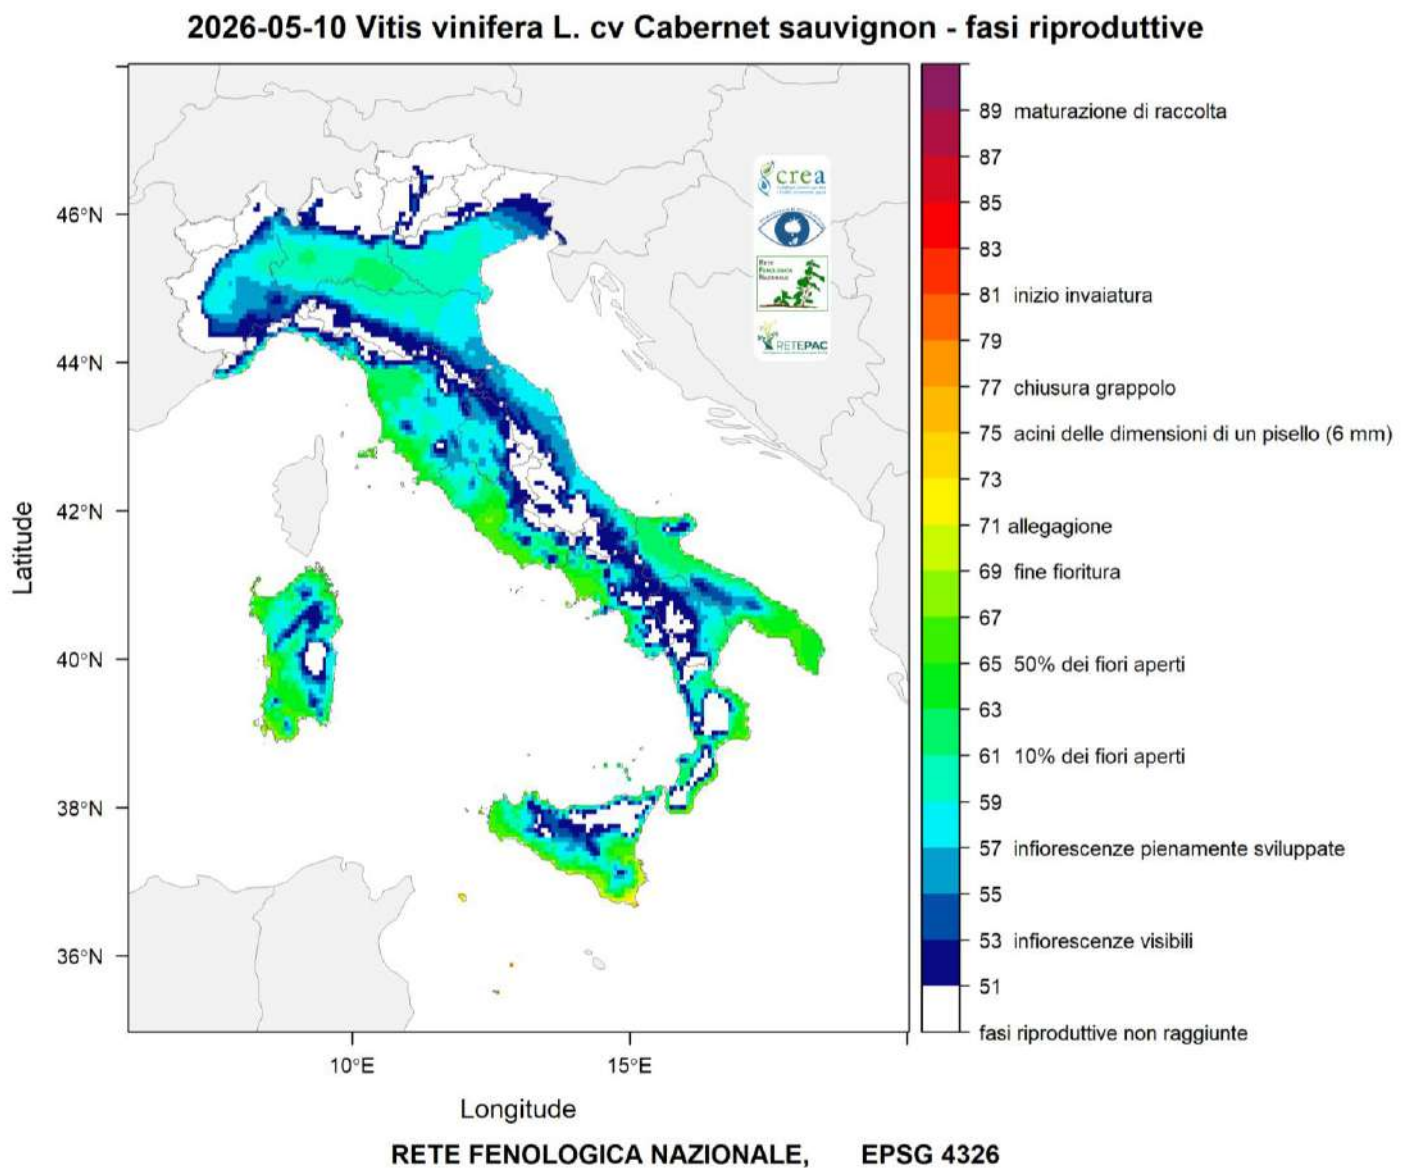 2026-05-10 Vitis vinifera L. cv Cabernet sauvignon - fasi riproduttive
89 maturazione di raccolta
87
85
83
81 inizio invaiatura
79
77 chiusura grappolo
75 acini delle dimensioni di un pisello (6 mm)
73
71 allegagione
69 fine fioritura
67
65 50% dei fiori aperti
63
61 10% dei fiori aperti
59
57 infiorescenze pienamente sviluppate
55
53 infiorescenze visibili
51
fasi riproduttive non raggiunte
crea
RETE
FENOLOGICA
NAZIONALE
RETEPAC
46°N
44°N
42°N
40°N
38°N
36°N
Latitude
10°E
15°E
Longitude
RETE FENOLOGICA NAZIONALE, EPSG 4326